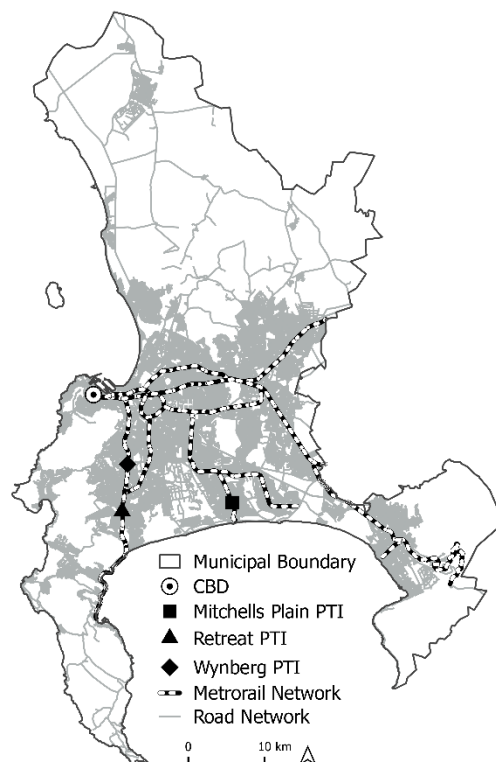 Municipal Boundary
CBD
Mitchells Plain PTI
Retreat PTI
Wynberg PTI
Metrorail Network
Road Network
0 10 km